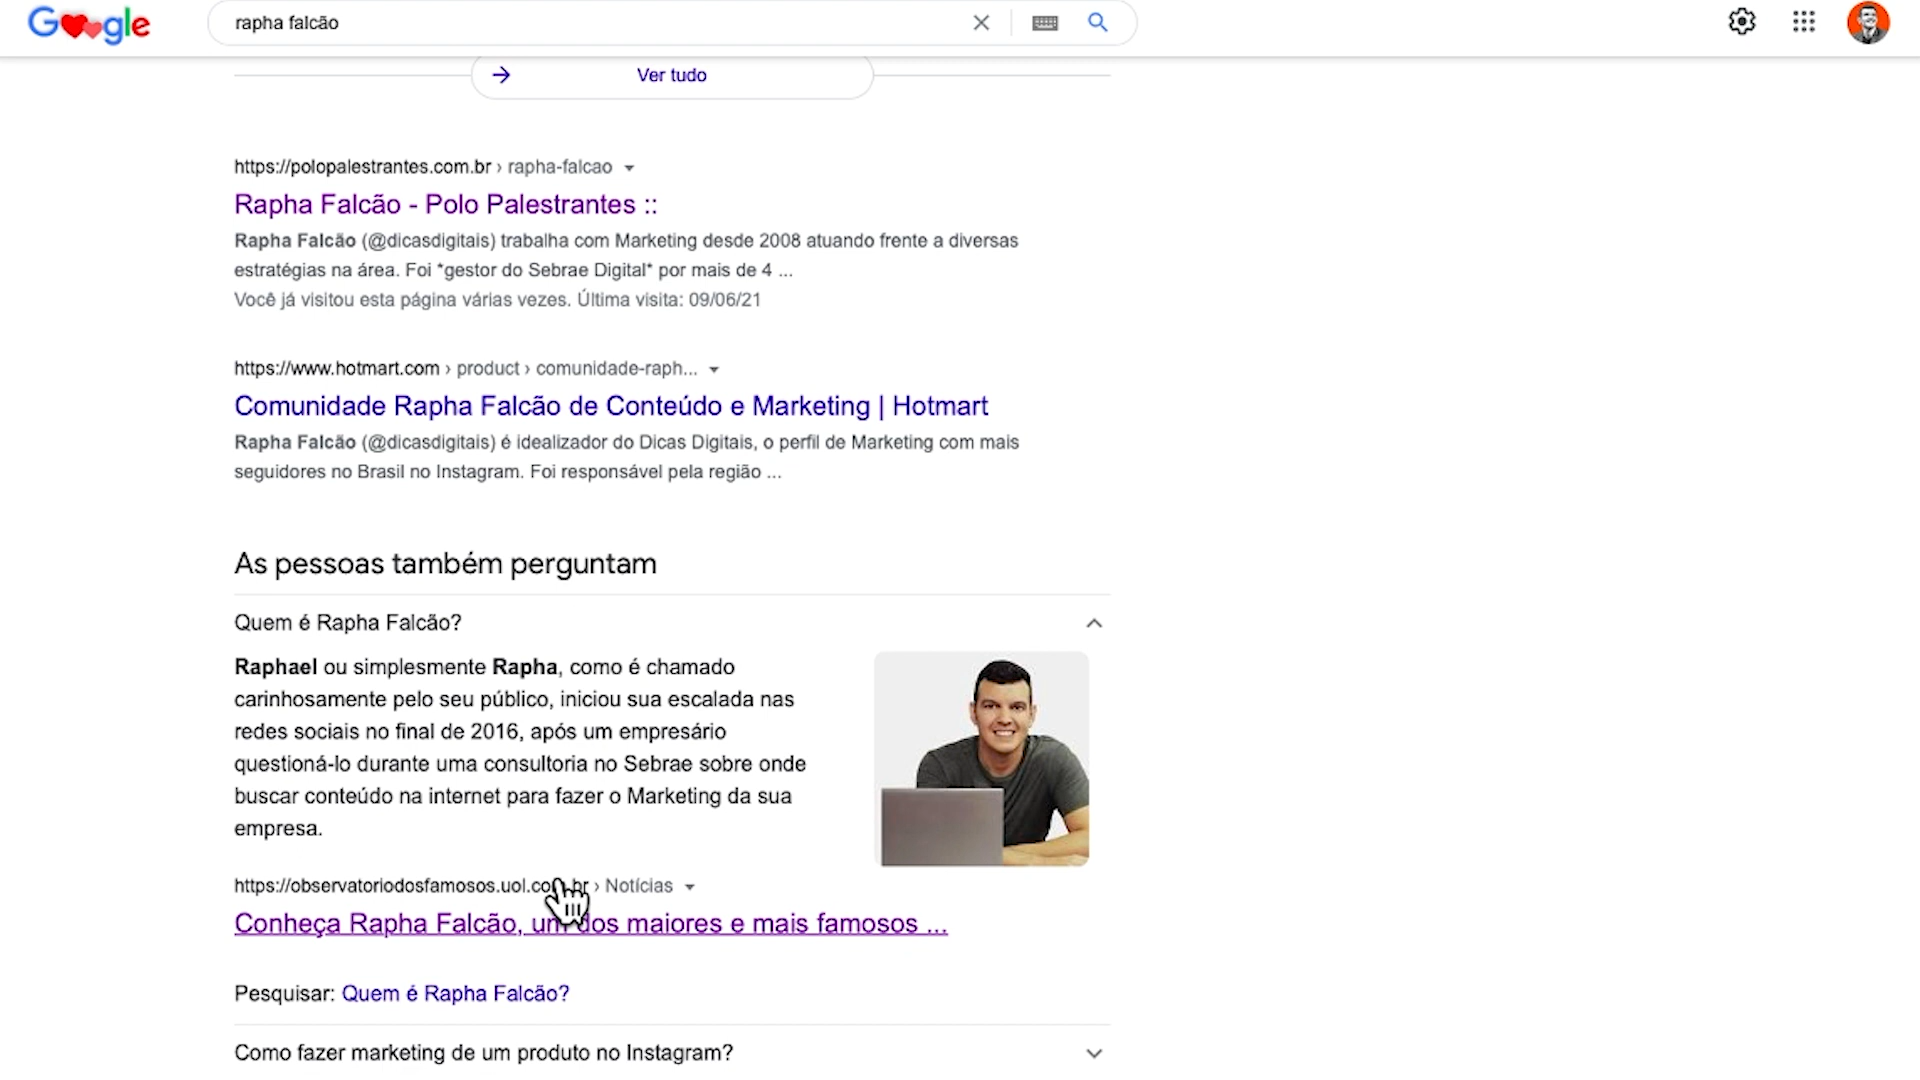 Google
rapha falcão
Ver tudo
https://polopalestrantes.com.br › rapha-falcao
Rapha Falcão - Polo Palestrantes ::
Rapha Falcão (@dicasdigitais) trabalha com Marketing desde 2008 atuando frente a diversas
estratégias na área. Foi *gestor do Sebrae Digital* por mais de 4 ...
Você já visitou esta página várias vezes. Última visita: 09/06/21
https://www.hotmart.com › product › comunidade-raph...
Comunidade Rapha Falcão de Conteúdo e Marketing | Hotmart
Rapha Falcão (@dicasdigitais) é idealizador do Dicas Digitais, o perfil de Marketing com mais
seguidores no Brasil no Instagram. Foi responsável pela região ...
As pessoas também perguntam
Quem é Rapha Falcão?
Raphael ou simplesmente Rapha, como é chamado
carinhosamente pelo seu público, iniciou sua escalada nas
redes sociais no final de 2016, após um empresário
questioná-lo durante uma consultoria no Sebrae sobre onde
buscar conteúdo na internet para fazer o Marketing da sua
empresa.
https://observatoriodosfamosos.uol.com.br › Notícias
Conheça Rapha Falcão, um dos maiores e mais famosos ...
Pesquisar: Quem é Rapha Falcão?
Como fazer marketing de um produto no Instagram?